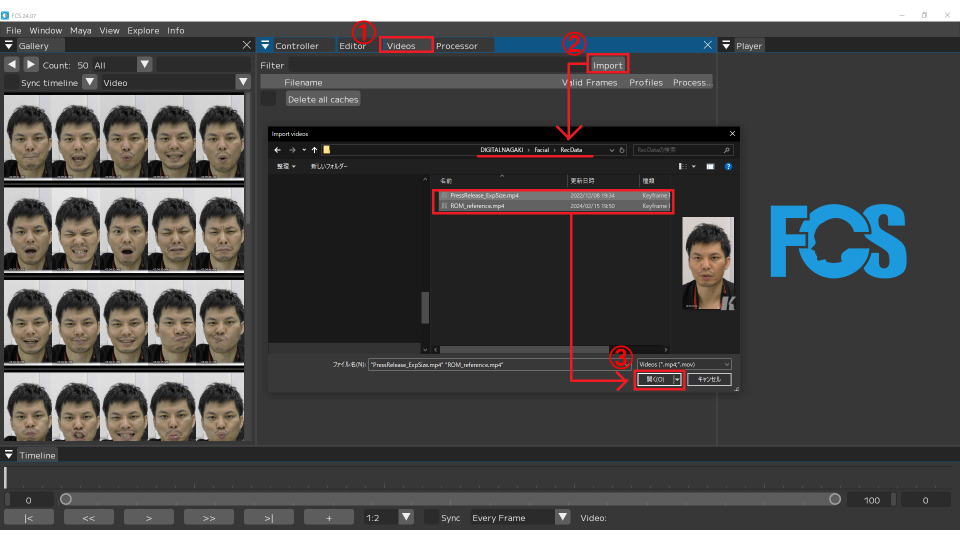 FCS 24.07
File Window Maya View Explore Info
①
②
Gallery
Controller Editor Videos Processor
Player
Count: 50 All
Filter
Import
Sync timeline Video
Filename Valid Frames Profiles Process...
Delete all caches
Import videos
DIGITALNAGAKI › Facial › RecData
RecDataの検索
整理 新しいフォルダー
名前 更新日時 種類
PressRelease_ExpSize.mp4 2022/12/08 19:34 Keyframe
ROM_reference.mp4 2024/02/15 19:50 Keyframe
FCS
③
ファイル名(N): "PressRelease_ExpSize.mp4" "ROM_reference.mp4"
Videos (*.mp4;*.mov)
開く(O) キャンセル
Timeline
0 100 0
|< << > >> >| + 1:2 Sync Every Frame Video: